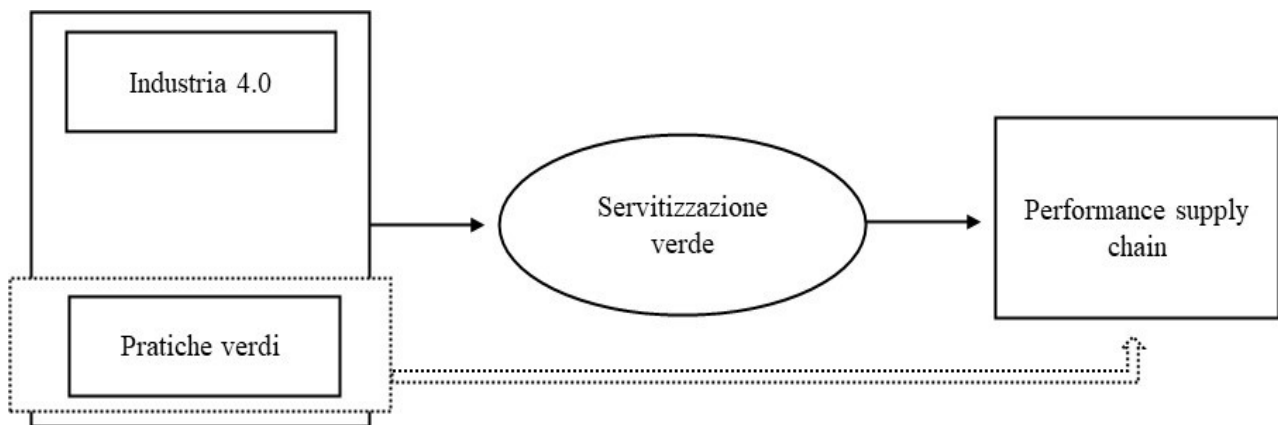 Industria 4.0
Servitizzazione
verde
Performance supply
chain
Pratiche verdi